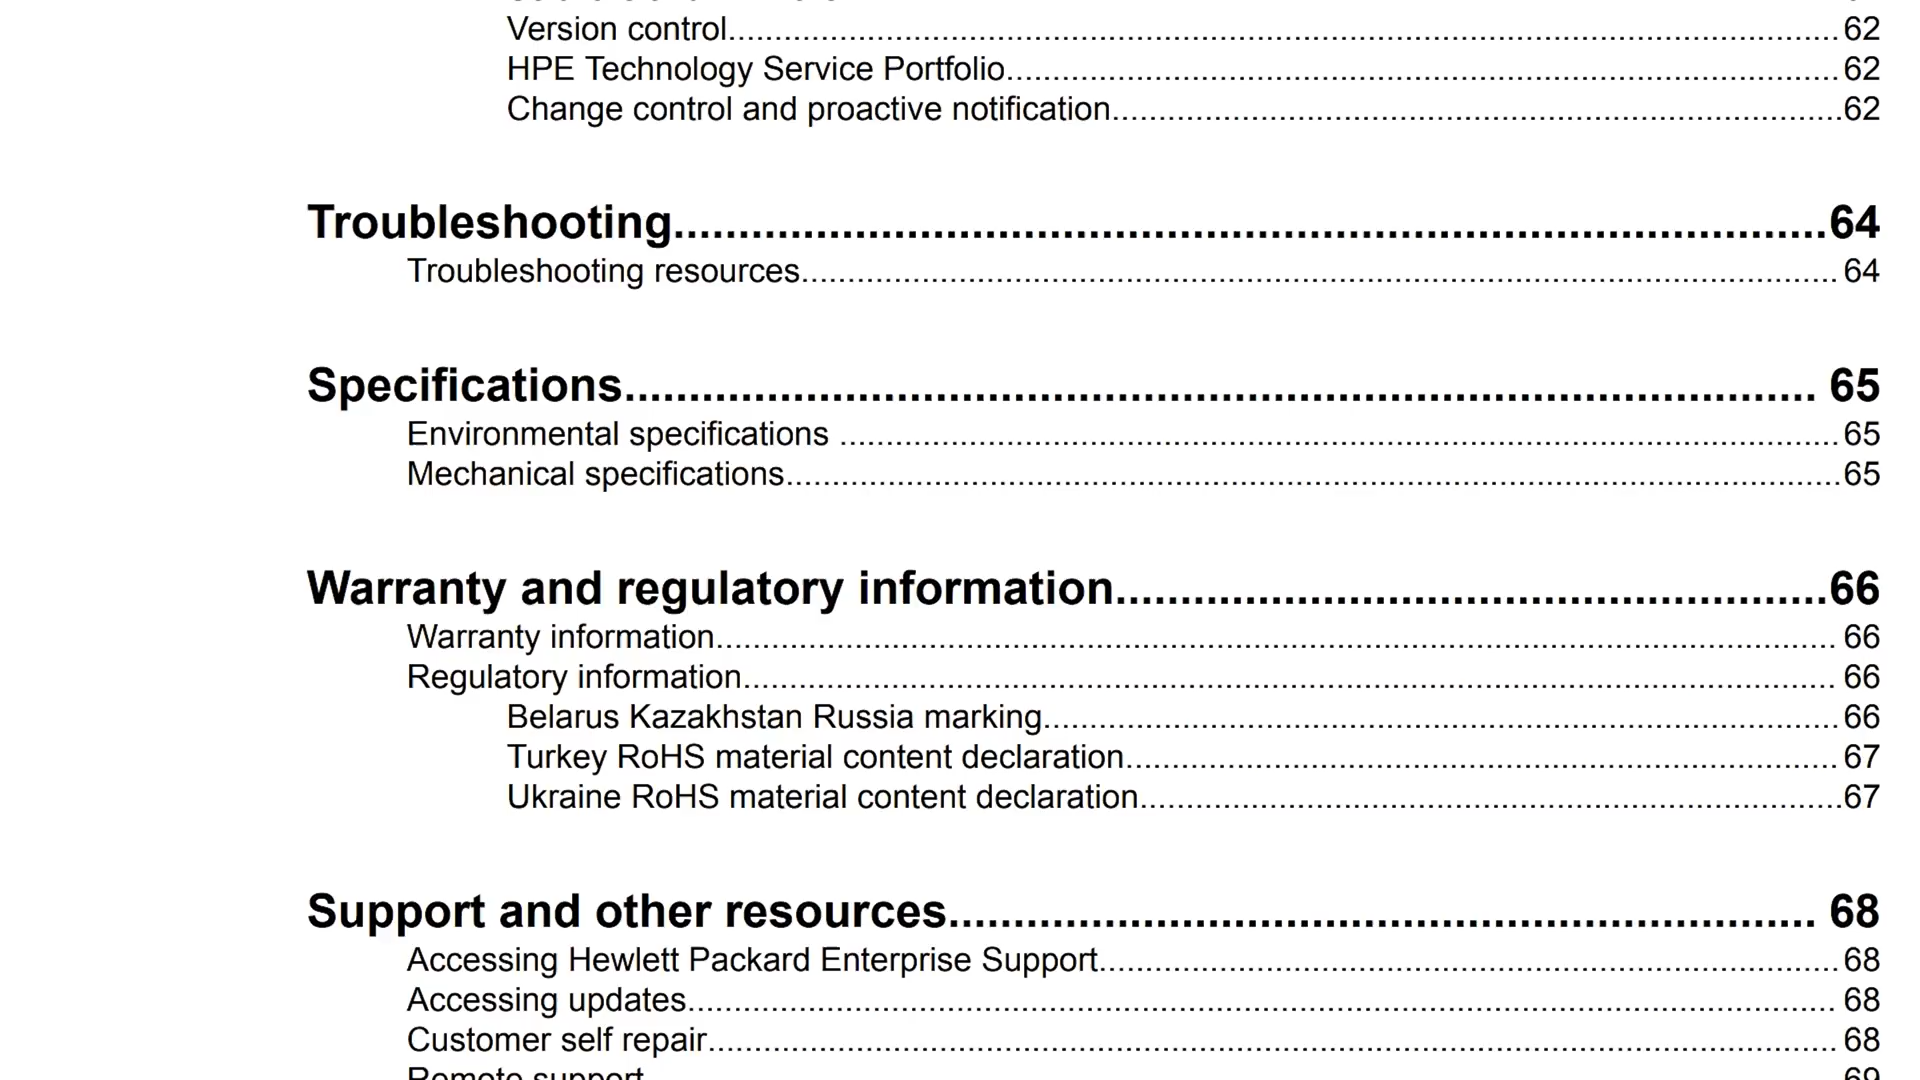 Version control 62
HPE Technology Service Portfolio 62
Change control and proactive notification 62
Troubleshooting 64
Troubleshooting resources 64
Specifications 65
Environmental specifications 65
Mechanical specifications 65
Warranty and regulatory information 66
Warranty information 66
Regulatory information 66
Belarus Kazakhstan Russia marking 66
Turkey RoHS material content declaration 67
Ukraine RoHS material content declaration 67
Support and other resources 68
Accessing Hewlett Packard Enterprise Support 68
Accessing updates 68
Customer self repair 68
Remote support 69